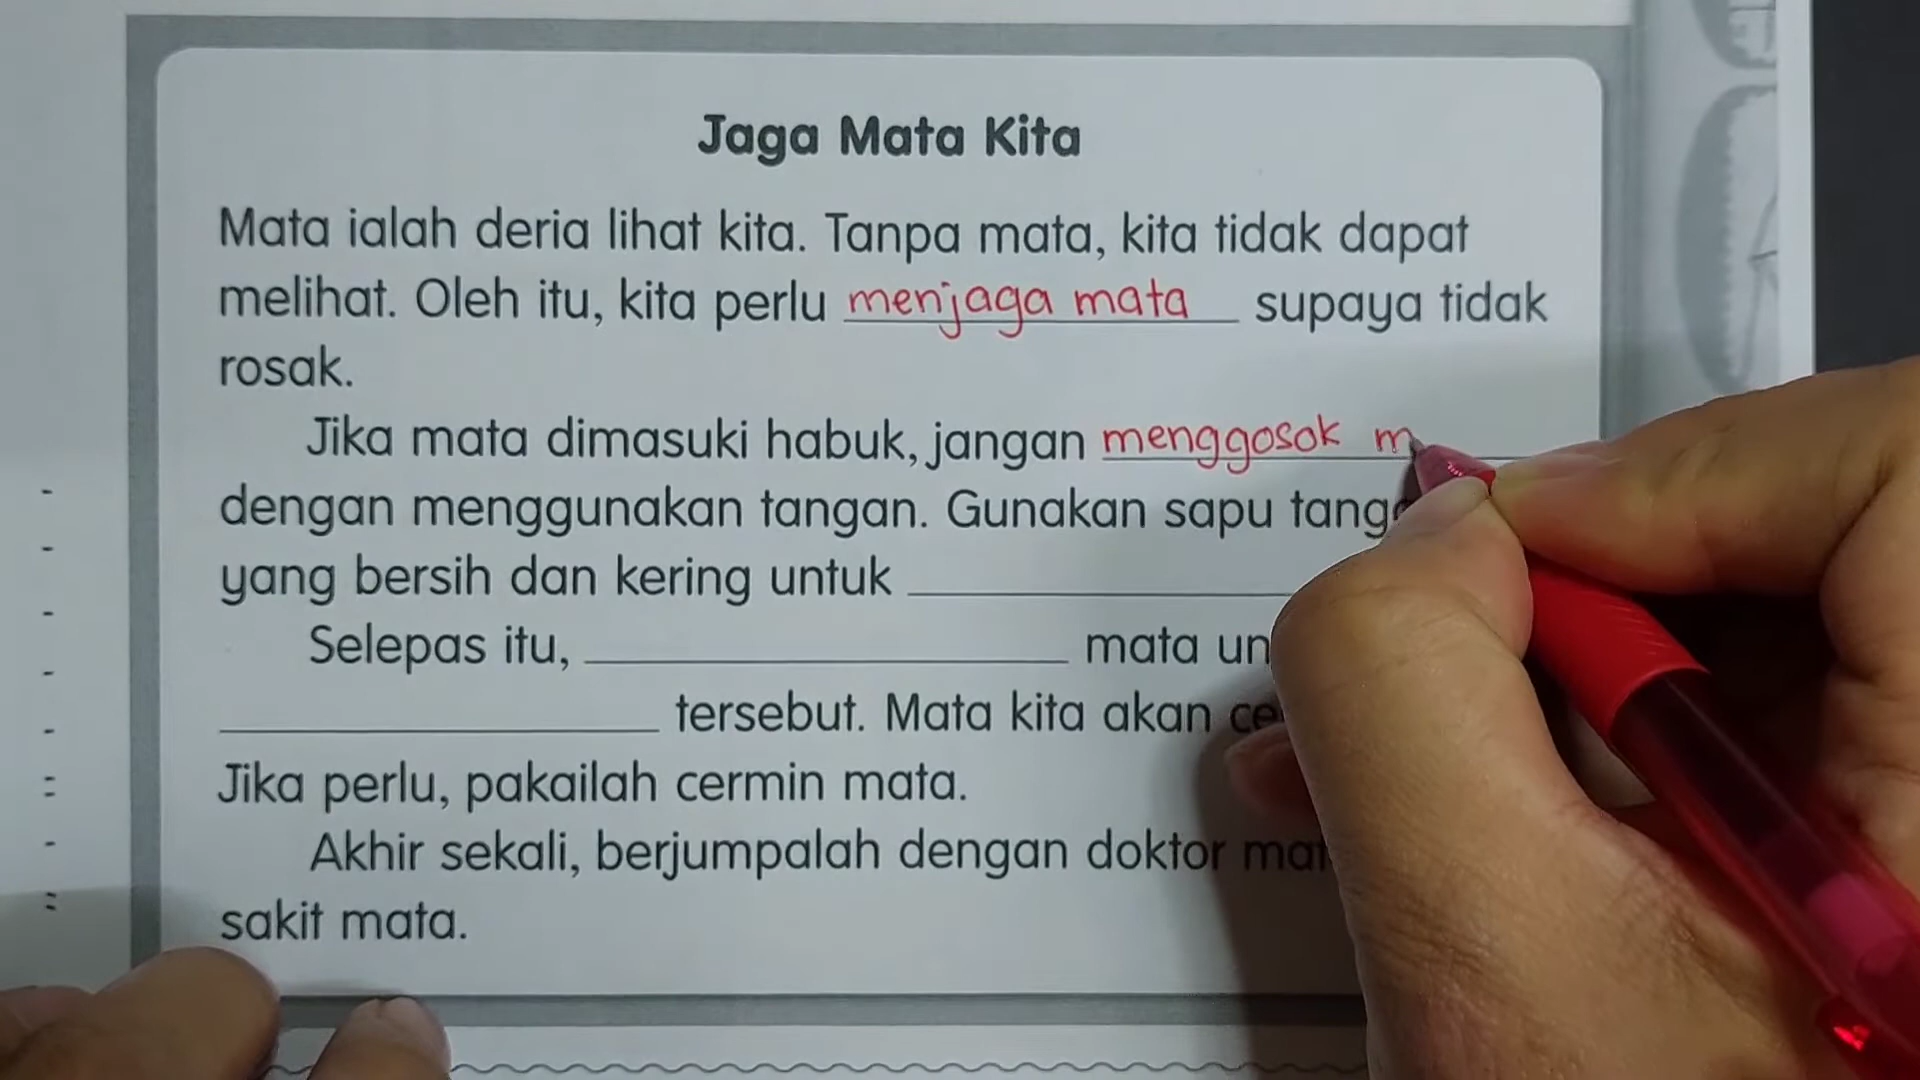 Jaga Mata Kita
Mata ialah deria lihat kita. Tanpa mata, kita tidak dapat
melihat. Oleh itu, kita perlu menjaga mata supaya tidak
rosak.
Jika mata dimasuki habuk, jangan menggosok m
dengan menggunakan tangan. Gunakan sapu
yang bersih dan kering untuk
Selepas itu, mata
tersebut. Mata kita akan
Jika perlu, pakailah cermin mata.
Akhir sekali, berjumpalah dengan doktor
sakit mata.